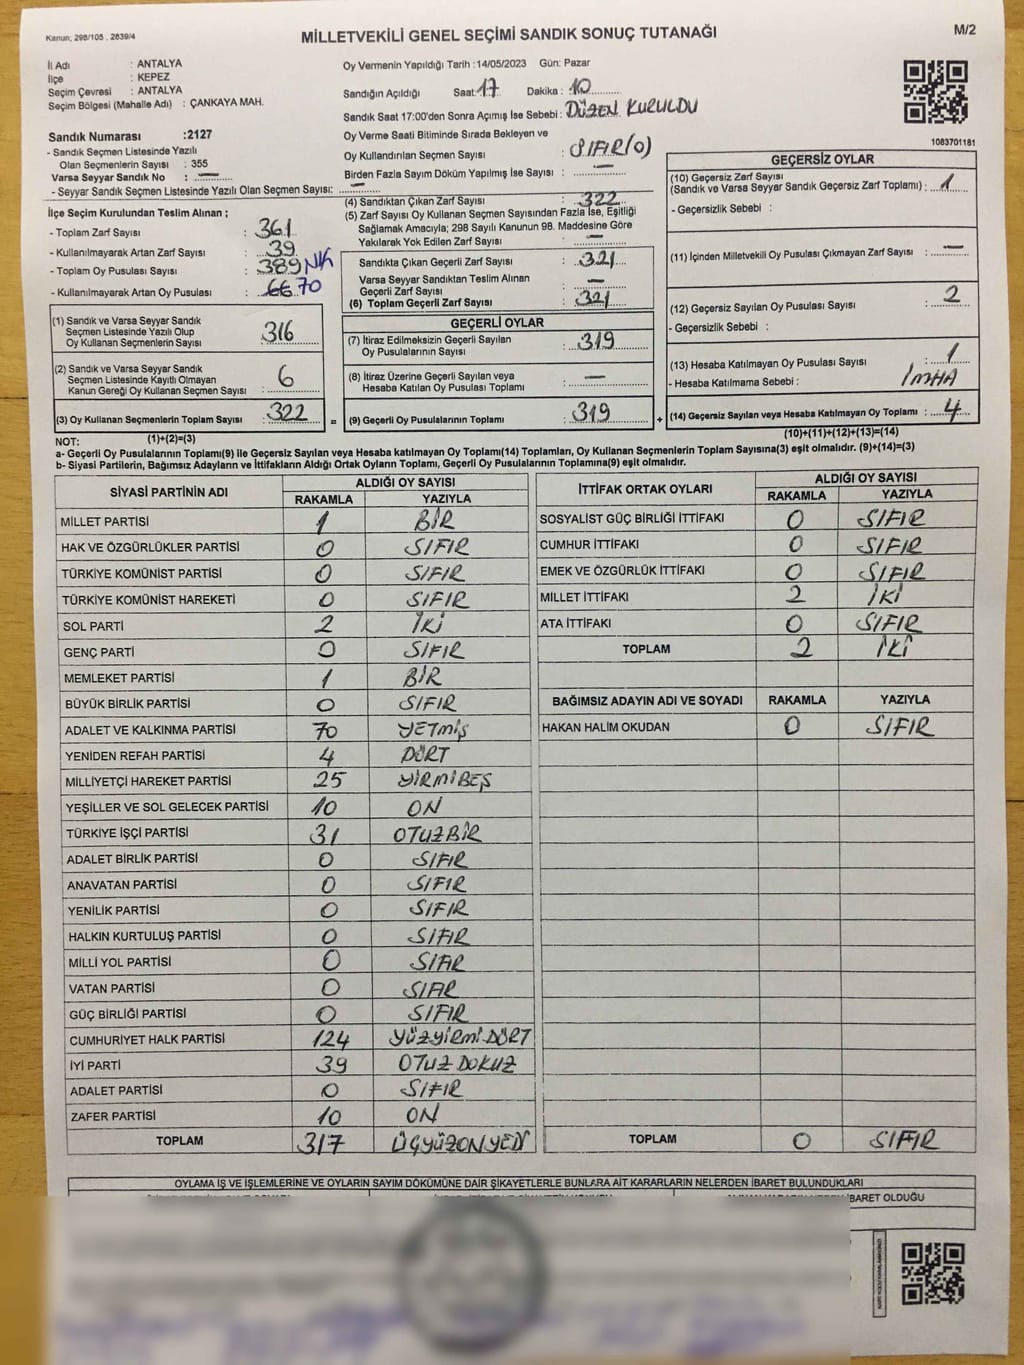 Kanun, 298/105 , 2839/4
MİLLETVEKİLİ GENEL SEÇİMİ SANDIK SONUÇ TUTANAĞI
M/2
İl Adı : ANTALYA
İlçe : KEPEZ
Seçim Çevresi : ANTALYA
Seçim Bölgesi (Mahalle Adı) : ÇANKAYA MAH.
Sandık Numarası :2127
- Sandık Seçmen Listesinde Yazılı
Olan Seçmenlerin Sayısı : 355
Varsa Seyyar Sandık No : —
- Seyyar Sandık Seçmen Listesinde Yazılı Olan Seçmen Sayısı: —
Oy Vermenin Yapıldığı Tarih :14/05/2023 Gün: Pazar
Sandığın Açıldığı Saat: 17 Dakika : 10
Sandık Saat 17:00'den Sonra Açımış İse Sebebi : DÜZEN KURULDU
Oy Verme Saati Bitiminde Sırada Bekleyen ve
Oy Kullandırılan Seçmen Sayısı : SIFIR(0)
Birden Fazla Sayım Döküm Yapılmış İse Sayısı : —
1083701181
İlçe Seçim Kurulundan Teslim Alınan ;
- Toplam Zarf Sayısı : 361
- Kullanılmayarak Artan Zarf Sayısı : 39
- Toplam Oy Pusulası Sayısı : 389 NK
- Kullanılmayarak Artan Oy Pusulası : 66 70
(1) Sandık ve Varsa Seyyar Sandık
Seçmen Listesinde Yazılı Olup
Oy Kullanan Seçmenlerin Sayısı : 316
(2) Sandık ve Varsa Seyyar Sandık
Seçmen Listesinde Kayıtlı Olmayan
Kanun Gereği Oy Kullanan Seçmen Sayısı : 6
(3) Oy Kullanan Seçmenlerin Toplam Sayısı : 322
(4) Sandıktan Çıkan Zarf Sayısı : 322
(5) Zarf Sayısı Oy Kullanan Seçmen Sayısından Fazla İse, Eşitliği
Sağlamak Amacıyla; 298 Sayılı Kanunun 98. Maddesine Göre
Yakılarak Yok Edilen Zarf Sayısı : —
Sandıkta Çıkan Geçerli Zarf Sayısı : 321
Varsa Seyyar Sandıktan Teslim Alınan
Geçerli Zarf Sayısı : —
(6) Toplam Geçerli Zarf Sayısı : 321
GEÇERLİ OYLAR
(7) İtiraz Edilmeksizin Geçerli Sayılan
Oy Pusulalarının Sayısı : 319
(8) İtiraz Üzerine Geçerli Sayılan veya
Hesaba Katılan Oy Pusulası Toplamı : —
= (9) Geçerli Oy Pusulalarının Toplamı : 319 +
GEÇERSİZ OYLAR
(10) Geçersiz Zarf Sayısı
(Sandık ve Varsa Seyyar Sandık Geçersiz Zarf Toplamı) : 1
- Geçersizlik Sebebi :
(11) İçinden Milletvekili Oy Pusulası Çıkmayan Zarf Sayısı : —
(12) Geçersiz Sayılan Oy Pusulası Sayısı : 2
- Geçersizlik Sebebi :
(13) Hesaba Katılmayan Oy Pusulası Sayısı : 1
- Hesaba Katılmama Sebebi : İMHA
(14) Geçersiz Sayılan veya Hesaba Katılmayan Oy Toplamı : 4
NOT: (1)+(2)=(3) (10)+(11)+(12)+(13)=(14)
a- Geçerli Oy Pusulalarının Toplamı(9) ile Geçersiz Sayılan veya Hesaba katılmayan Oy Toplamı(14) Toplamları, Oy Kullanan Seçmenlerin Toplam Sayısına(3) eşit olmalıdır. (9)+(14)=(3)
b- Siyasi Partilerin, Bağımsız Adayların ve İttifakların Aldığı Ortak Oyların Toplamı, Geçerli Oy Pusulalarının Toplamına(9) eşit olmalıdır.
SİYASİ PARTİNİN ADI ALDIĞI OY SAYISI
RAKAMLA YAZIYLA
MİLLET PARTİSİ 1 BİR
HAK VE ÖZGÜRLÜKLER PARTİSİ 0 SIFIR
TÜRKİYE KOMÜNİST PARTİSİ 0 SIFIR
TÜRKİYE KOMÜNİST HAREKETİ 0 SIFIR
SOL PARTİ 2 İKİ
GENÇ PARTİ 0 SIFIR
MEMLEKET PARTİSİ 1 BİR
BÜYÜK BİRLİK PARTİSİ 0 SIFIR
ADALET VE KALKINMA PARTİSİ 70 YETMİŞ
YENİDEN REFAH PARTİSİ 4 DÖRT
MİLLİYETÇİ HAREKET PARTİSİ 25 YİRMİBEŞ
YEŞİLLER VE SOL GELECEK PARTİSİ 10 ON
TÜRKİYE İŞÇİ PARTİSİ 31 OTUZBİR
ADALET BİRLİK PARTİSİ 0 SIFIR
ANAVATAN PARTİSİ 0 SIFIR
YENİLİK PARTİSİ 0 SIFIR
HALKIN KURTULUŞ PARTİSİ 0 SIFIR
MİLLİ YOL PARTİSİ 0 SIFIR
VATAN PARTİSİ 0 SIFIR
GÜÇ BİRLİĞİ PARTİSİ 0 SIFIR
CUMHURİYET HALK PARTİSİ 124 YÜZYİRMİDÖRT
İYİ PARTİ 39 OTUZ DOKUZ
ADALET PARTİSİ 0 SIFIR
ZAFER PARTİSİ 10 ON
TOPLAM 317 ÜÇYÜZONYEDİ
İTTİFAK ORTAK OYLARI ALDIĞI OY SAYISI
RAKAMLA YAZIYLA
SOSYALİST GÜÇ BİRLİĞİ İTTİFAKI 0 SIFIR
CUMHUR İTTİFAKI 0 SIFIR
EMEK VE ÖZGÜRLÜK İTTİFAKI 0 SIFIR
MİLLET İTTİFAKI 2 İKİ
ATA İTTİFAKI 0 SIFIR
TOPLAM 2 İKİ
BAĞIMSIZ ADAYIN ADI VE SOYADI RAKAMLA YAZIYLA
HAKAN HALİM OKUDAN 0 SIFIR
TOPLAM 0 SIFIR
OYLAMA İŞ VE İŞLEMLERİNE VE OYLARIN SAYIM DÖKÜMÜNE DAİR ŞİKAYETLERLE BUNLARA AİT KARARLARIN NELERDEN İBARET BULUNDUKLARI
İBARET OLDUĞU